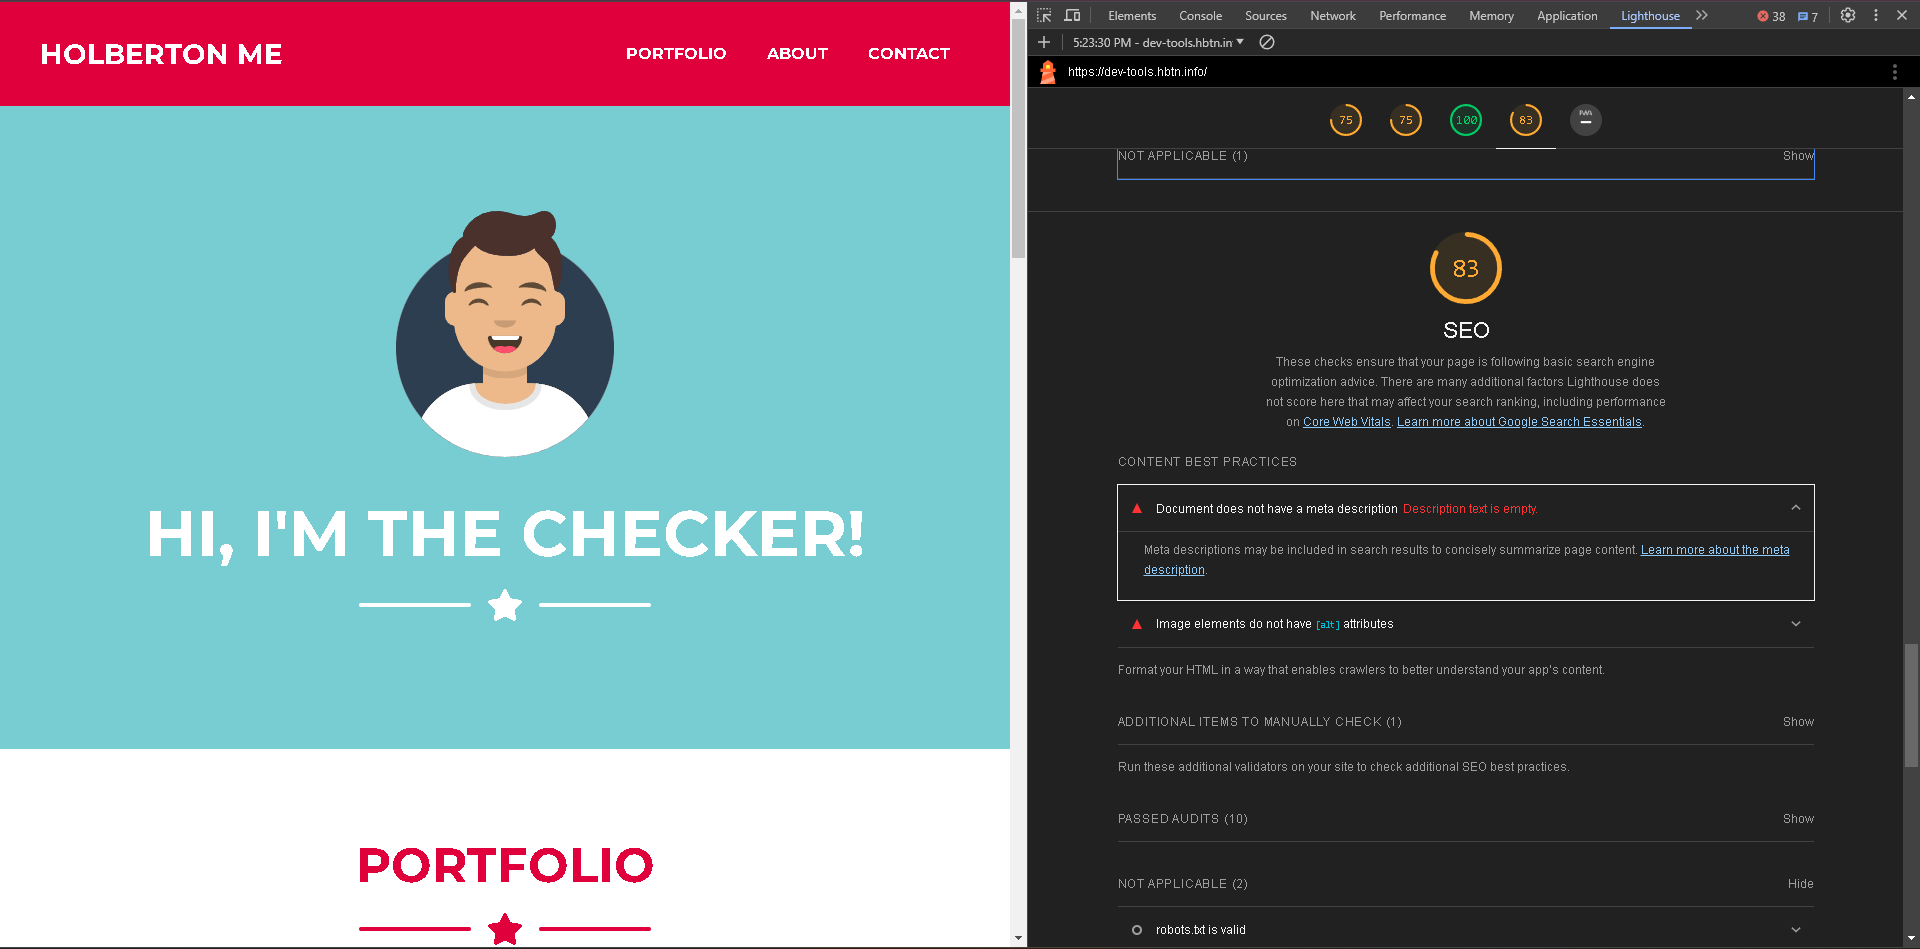 HOLBERTON ME
PORTFOLIO ABOUT CONTACT
HI, I'M THE CHECKER!
PORTFOLIO
Elements Console Sources Network Performance Memory Application Lighthouse 38 7
5:23:30 PM - dev-tools.hbtn.in
https://dev-tools.hbtn.info/
75 75 100 83 PWA
NOT APPLICABLE (1) Show
83
SEO
These checks ensure that your page is following basic search engine
optimization advice. There are many additional factors Lighthouse does
not score here that may affect your search ranking, including performance
on Core Web Vitals. Learn more about Google Search Essentials.
CONTENT BEST PRACTICES
Document does not have a meta description Description text is empty.
Meta descriptions may be included in search results to concisely summarize page content. Learn more about the meta
description.
Image elements do not have [alt] attributes
Format your HTML in a way that enables crawlers to better understand your app's content.
ADDITIONAL ITEMS TO MANUALLY CHECK (1) Show
Run these additional validators on your site to check additional SEO best practices.
PASSED AUDITS (10) Show
NOT APPLICABLE (2) Hide
robots.txt is valid